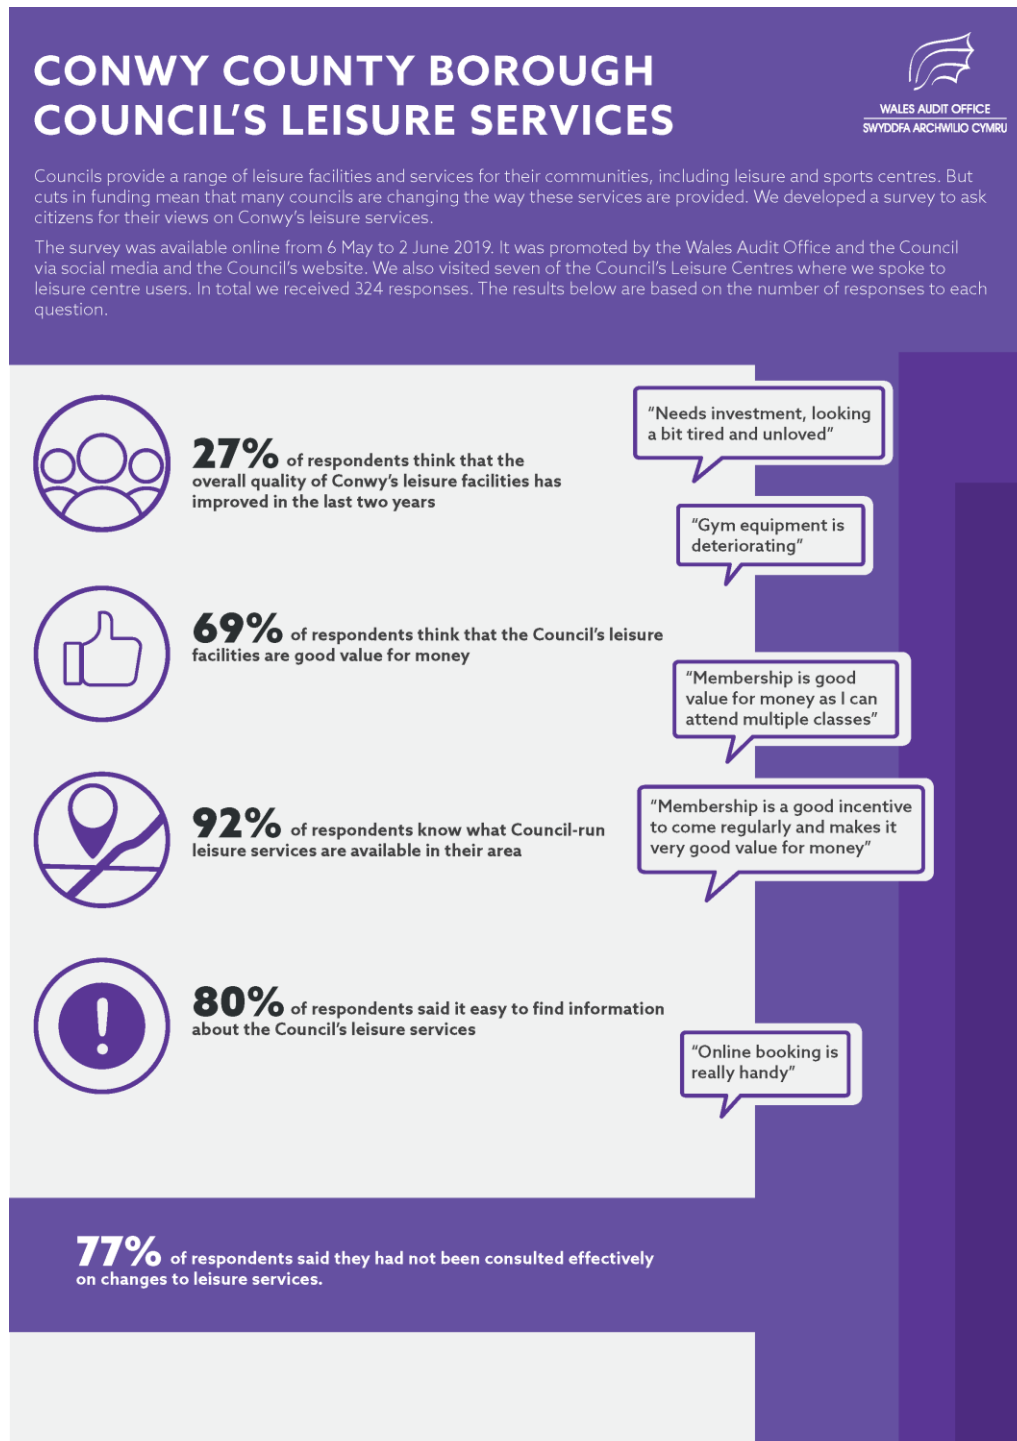 CONWY COUNTY BOROUGH
COUNCIL'S LEISURE SERVICES
WALES AUDIT OFFICE
SWYDDFA ARCHWILIO CYMRU
Councils provide a range of leisure facilities and services for their communities, including leisure and sports centres. But
cuts in funding mean that many councils are changing the way these services are provided. We developed a survey to ask
citizens for their views on Conwy's leisure services.
The survey was available online from 6 May to 2 June 2019. It was promoted by the Wales Audit Office and the Council
via social media and the Council's website. We also visited seven of the Council's Leisure Centres where we spoke to
leisure centre users. In total we received 324 responses. The results below are based on the number of responses to each
question.
27% of respondents think that the
overall quality of Conwy's leisure facilities has
improved in the last two years
"Needs investment, looking
a bit tired and unloved"
"Gym equipment is
deteriorating"
69% of respondents think that the Council's leisure
facilities are good value for money
"Membership is good
value for money as I can
attend multiple classes"
"Membership is a good incentive
to come regularly and makes it
very good value for money"
92% of respondents know what Council-run
leisure services are available in their area
80% of respondents said it easy to find information
about the Council's leisure services
"Online booking is
really handy"
77% of respondents said they had not been consulted effectively
on changes to leisure services.